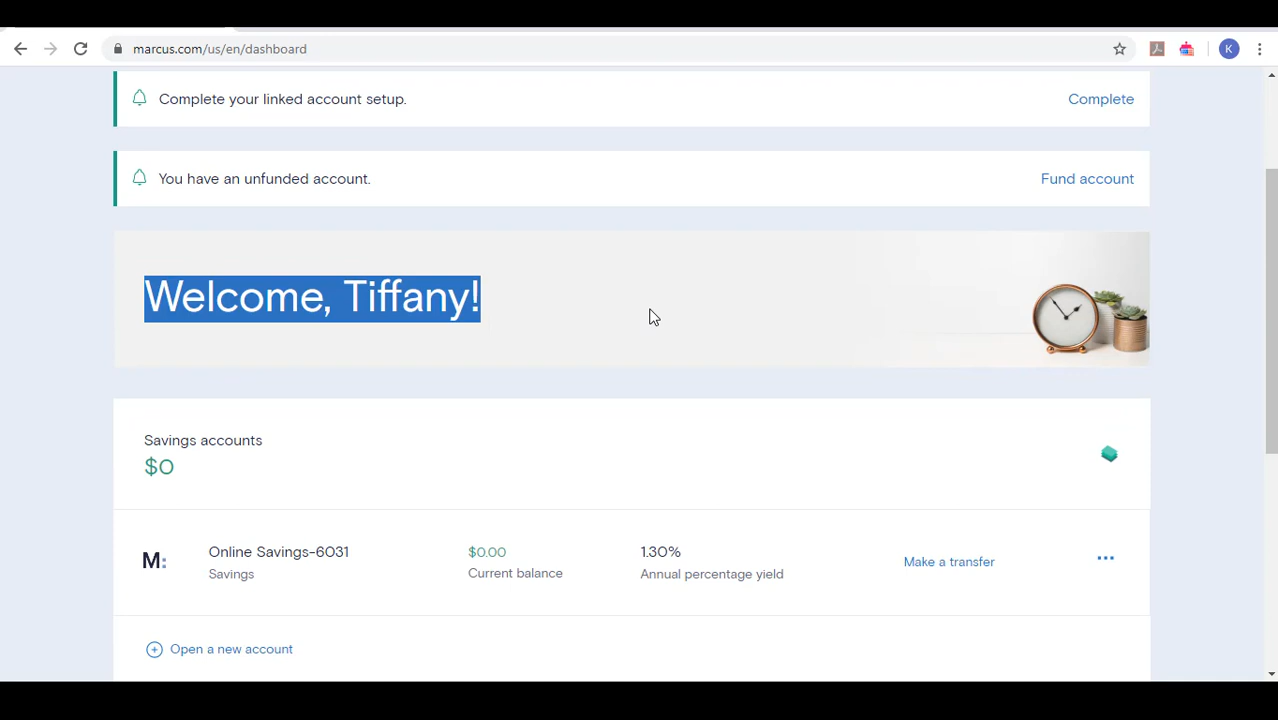 marcus.com/us/en/dashboard
K
Complete your linked account setup.
Complete
You have an unfunded account.
Fund account
Welcome, Tiffany!
Savings accounts
$0
M:
Online Savings-6031
Savings
$0.00
Current balance
1.30%
Annual percentage yield
Make a transfer
Open a new account